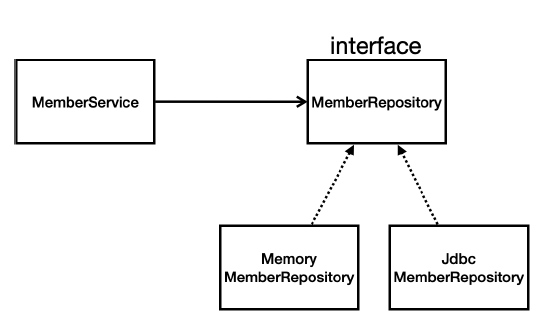 interface
MemberService
MemberRepository
Memory
MemberRepository
Jdbc
MemberRepository